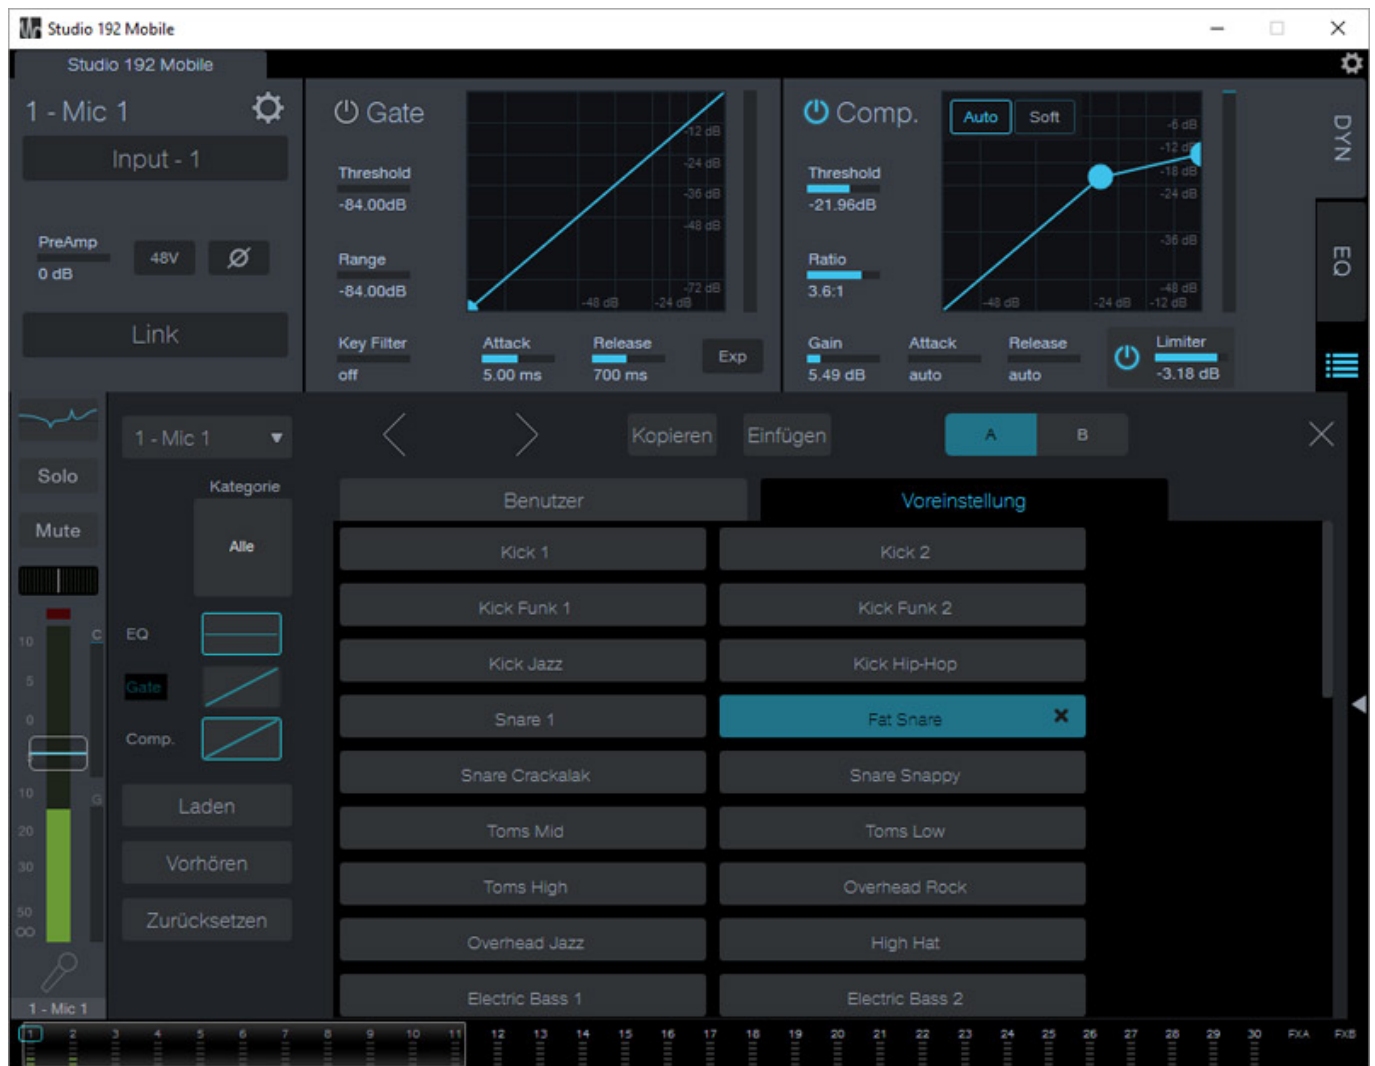 Studio 192 Mobile
Studio 192 Mobile
1 - Mic 1
Input - 1
PreAmp
0 dB
48V
Ø
Link
Gate
Threshold
-84.00dB
Range
-84.00dB
Key Filter
off
Attack
5.00 ms
Release
700 ms
Exp
-12 dB
-24 dB
-36 dB
-48 dB
-72 dB
-48 dB -24 dB
Comp.
Auto Soft
Threshold
-21.96dB
Ratio
3.6:1
Gain
5.49 dB
Attack
auto
Release
auto
Limiter
-3.18 dB
-6 dB
-12 dB
-18 dB
-24 dB
-36 dB
-48 dB
-48 dB -24 dB -12 dB
DYN
EQ
Solo
Mute
10 C
5
0
10 G
20
30
50
∞
1 - Mic 1
1 - Mic 1
Kopieren Einfügen A B
Kategorie
Alle
EQ
Gate
Comp.
Laden
Vorhören
Zurücksetzen
Benutzer Voreinstellung
Kick 1 Kick 2
Kick Funk 1 Kick Funk 2
Kick Jazz Kick Hip-Hop
Snare 1 Fat Snare
Snare Crackalak Snare Snappy
Toms Mid Toms Low
Toms High Overhead Rock
Overhead Jazz High Hat
Electric Bass 1 Electric Bass 2
1 2 3 4 5 6 7 8 9 10 11 12 13 14 15 16 17 18 19 20 21 22 23 24 25 26 27 28 29 30 FXA FXB